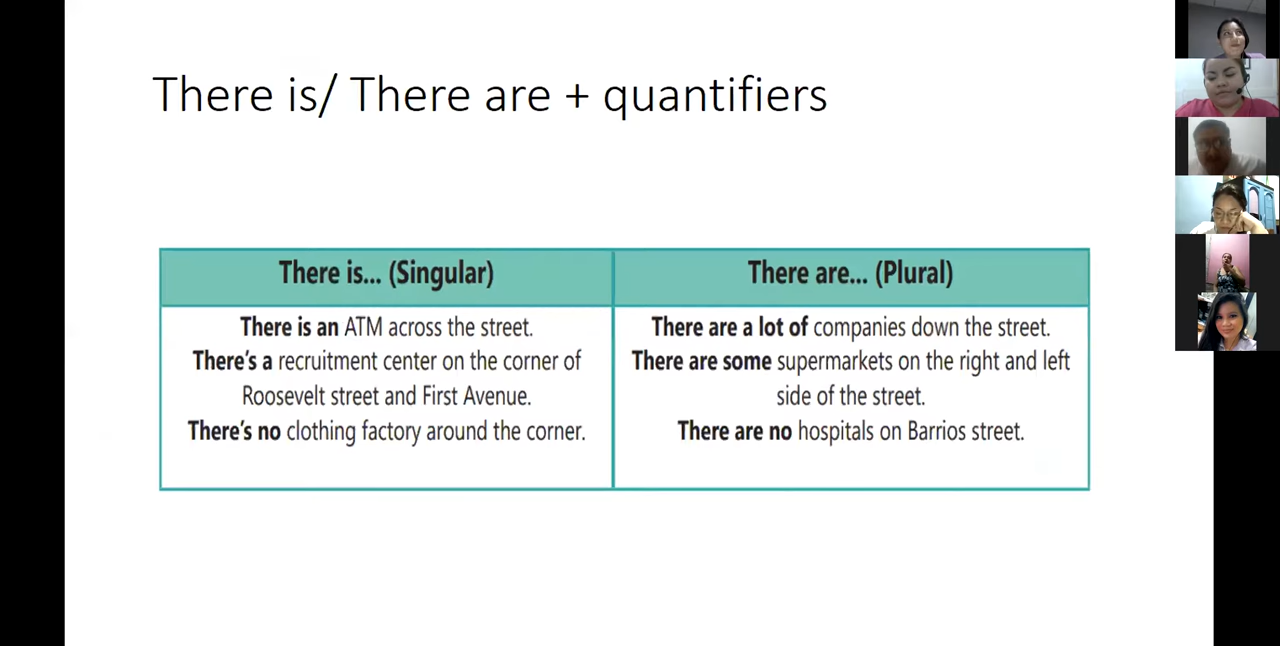 There is/ There are + quantifiers
There is... (Singular)
There are... (Plural)
There is an ATM across the street.
There's a recruitment center on the corner of
Roosevelt street and First Avenue.
There's no clothing factory around the corner.
There are a lot of companies down the street.
There are some supermarkets on the right and left
side of the street.
There are no hospitals on Barrios street.